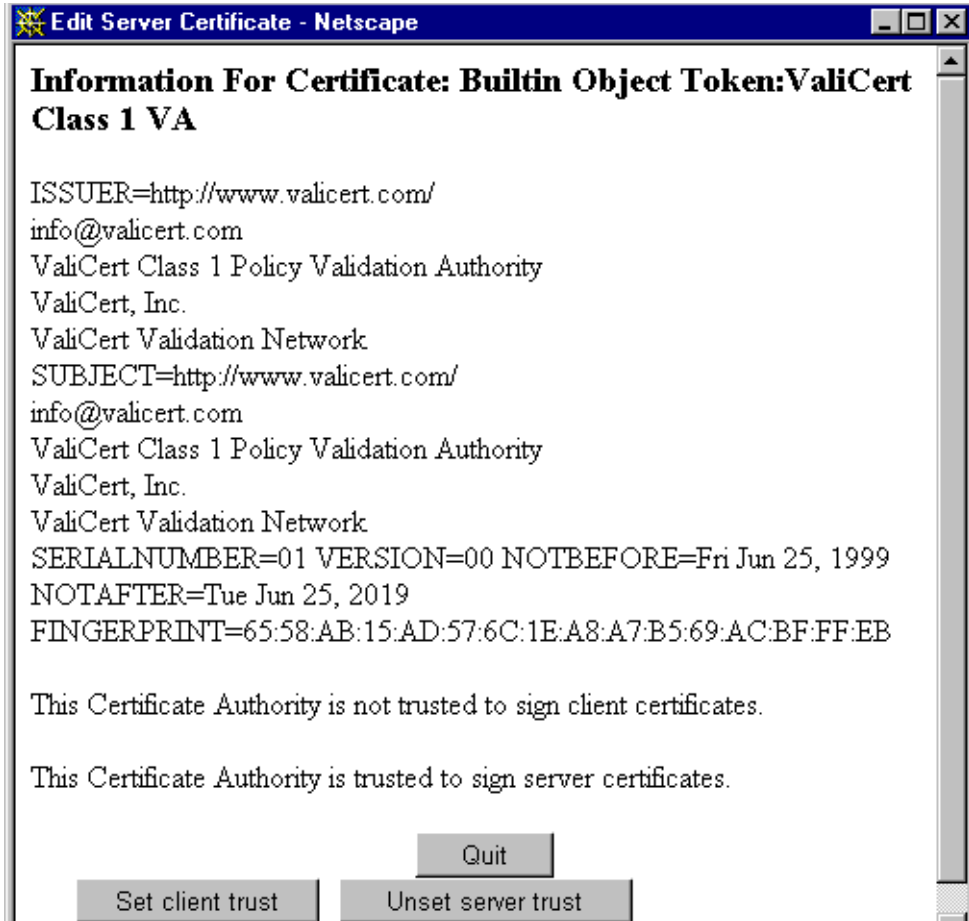 Edit Server Certificate - Netscape
Information For Certificate: Builtin Object Token:ValiCert
Class 1 VA
ISSUER=http://www.valicert.com/
info@valicert.com
ValiCert Class 1 Policy Validation Authority
ValiCert, Inc.
ValiCert Validation Network
SUBJECT=http://www.valicert.com/
info@valicert.com
ValiCert Class 1 Policy Validation Authority
ValiCert, Inc.
ValiCert Validation Network
SERIALNUMBER=01 VERSION=00 NOTBEFORE=Fri Jun 25, 1999
NOTAFTER=Tue Jun 25, 2019
FINGERPRINT=65:58:AB:15:AD:57:6C:1E:A8:A7:B5:69:AC:BF:FF:EB
This Certificate Authority is not trusted to sign client certificates.
This Certificate Authority is trusted to sign server certificates.
Quit
Set client trust Unset server trust